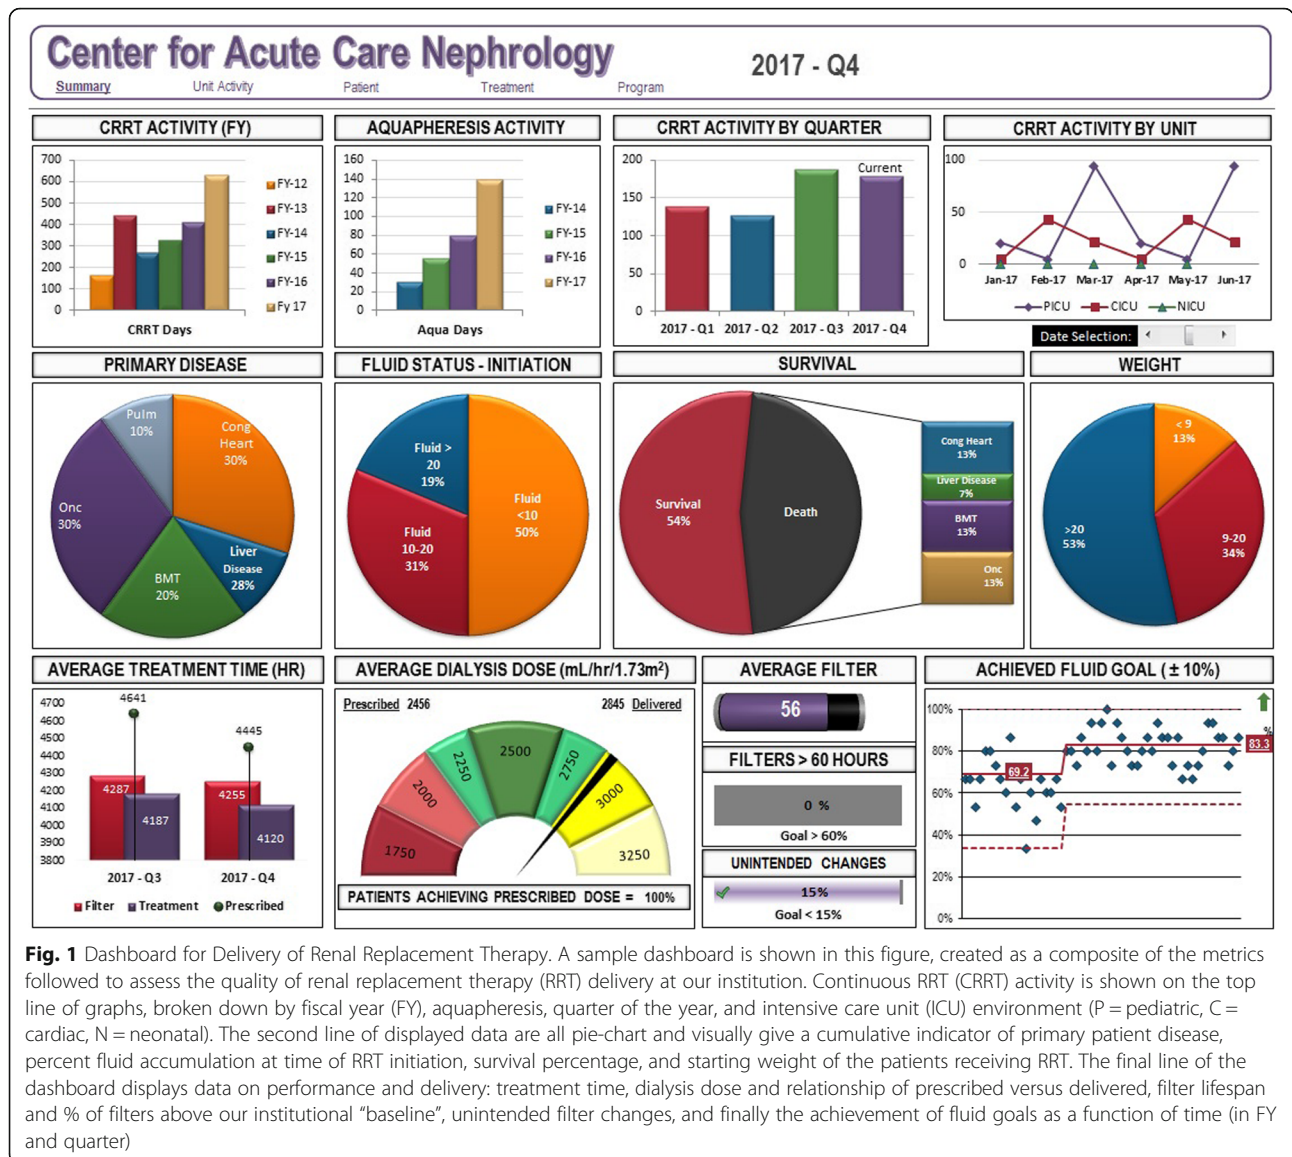 Center for Acute Care Nephrology
2017 - Q4
Summary Unit Activity Patient Treatment Program
CRRT ACTIVITY (FY)
700
600
500
400
300
200
100
0
CRRT Days
FY-12
FY-13
FY-14
FY-15
FY-16
Fy 17
AQUAPHERESIS ACTIVITY
160
140
120
100
80
60
40
20
0
Aqua Days
FY-14
FY-15
FY-16
FY-17
CRRT ACTIVITY BY QUARTER
200
150
100
50
0
Current
2017 - Q1 2017 - Q2 2017 - Q3 2017 - Q4
CRRT ACTIVITY BY UNIT
100
50
0
Jan-17 Feb-17 Mar-17 Apr-17 May-17 Jun-17
PICU CICU NICU
Date Selection:
PRIMARY DISEASE
Pulm
10%
Cong
Heart
30%
Onc
30%
Liver
Disease
28%
BMT
20%
FLUID STATUS - INITIATION
Fluid >
20
19%
Fluid
<10
50%
Fluid
10-20
31%
SURVIVAL
Survival
54%
Death
Cong Heart
13%
Liver Disease
7%
BMT
13%
Onc
13%
WEIGHT
< 9
13%
>20
53%
9-20
34%
AVERAGE TREATMENT TIME (HR)
4700
4600
4500
4400
4300
4200
4100
4000
3900
3800
4641
4445
4287
4187
4255
4120
2017 - Q3 2017 - Q4
Filter Treatment Prescribed
AVERAGE DIALYSIS DOSE (mL/hr/1.73m²)
Prescribed 2456 2845 Delivered
1750
2000
2250
2500
2750
3000
3250
PATIENTS ACHIEVING PRESCRIBED DOSE = 100%
AVERAGE FILTER
56
FILTERS > 60 HOURS
0 %
Goal > 60%
UNINTENDED CHANGES
15%
Goal < 15%
ACHIEVED FLUID GOAL ( ± 10%)
100%
80%
60%
40%
20%
0%
69.2
%
83.3
Fig. 1 Dashboard for Delivery of Renal Replacement Therapy. A sample dashboard is shown in this figure, created as a composite of the metrics
followed to assess the quality of renal replacement therapy (RRT) delivery at our institution. Continuous RRT (CRRT) activity is shown on the top
line of graphs, broken down by fiscal year (FY), aquapheresis, quarter of the year, and intensive care unit (ICU) environment (P = pediatric, C =
cardiac, N = neonatal). The second line of displayed data are all pie-chart and visually give a cumulative indicator of primary patient disease,
percent fluid accumulation at time of RRT initiation, survival percentage, and starting weight of the patients receiving RRT. The final line of the
dashboard displays data on performance and delivery: treatment time, dialysis dose and relationship of prescribed versus delivered, filter lifespan
and % of filters above our institutional “baseline”, unintended filter changes, and finally the achievement of fluid goals as a function of time (in FY
and quarter)